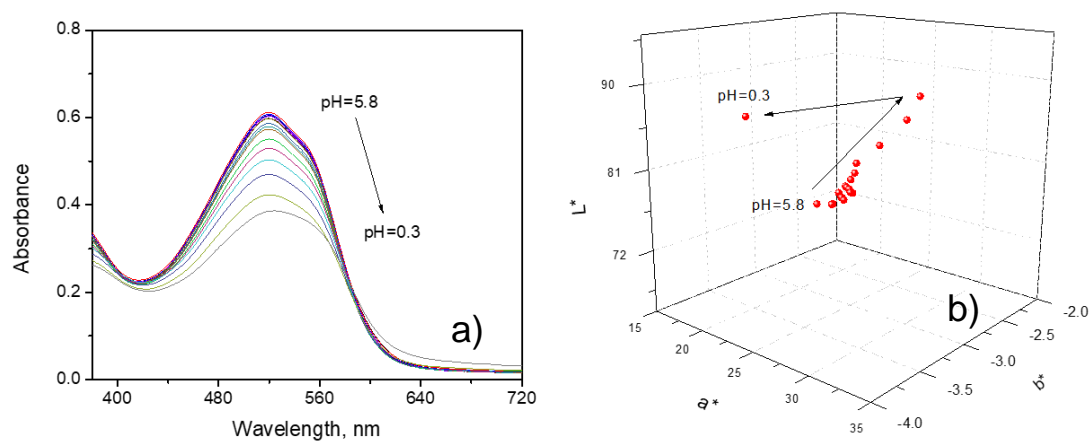 0.8
0.6
0.4
0.2
0.0
Absorbance
400
480
560
640
720
Wavelength, nm
pH=5.8
pH=0.3
a)
90
81
72
L*
pH=0.3
pH=5.8
15
20
25
30
35
a*
-4.0
-3.5
-3.0
-2.5
-2.0
b*
b)